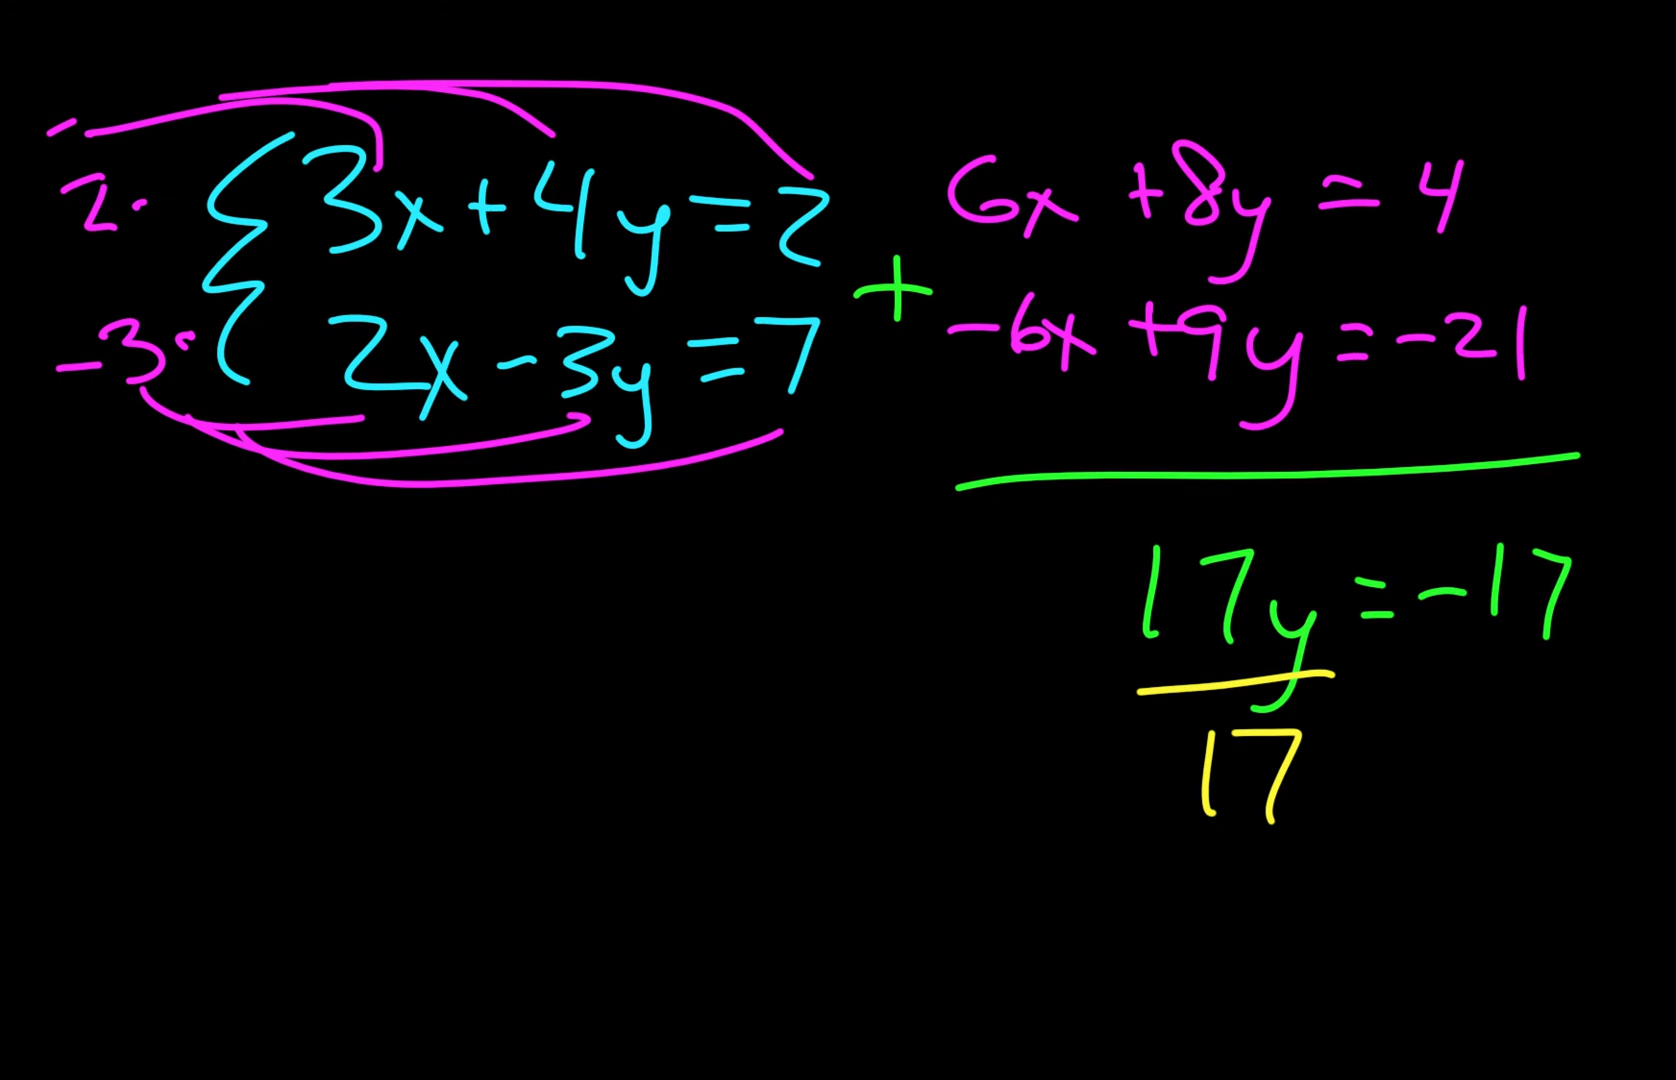 2· { 3x + 4y = 2
-3· { 2x - 3y = 7
6x + 8y = 4
+ -6x + 9y = -21
17y = -17
17